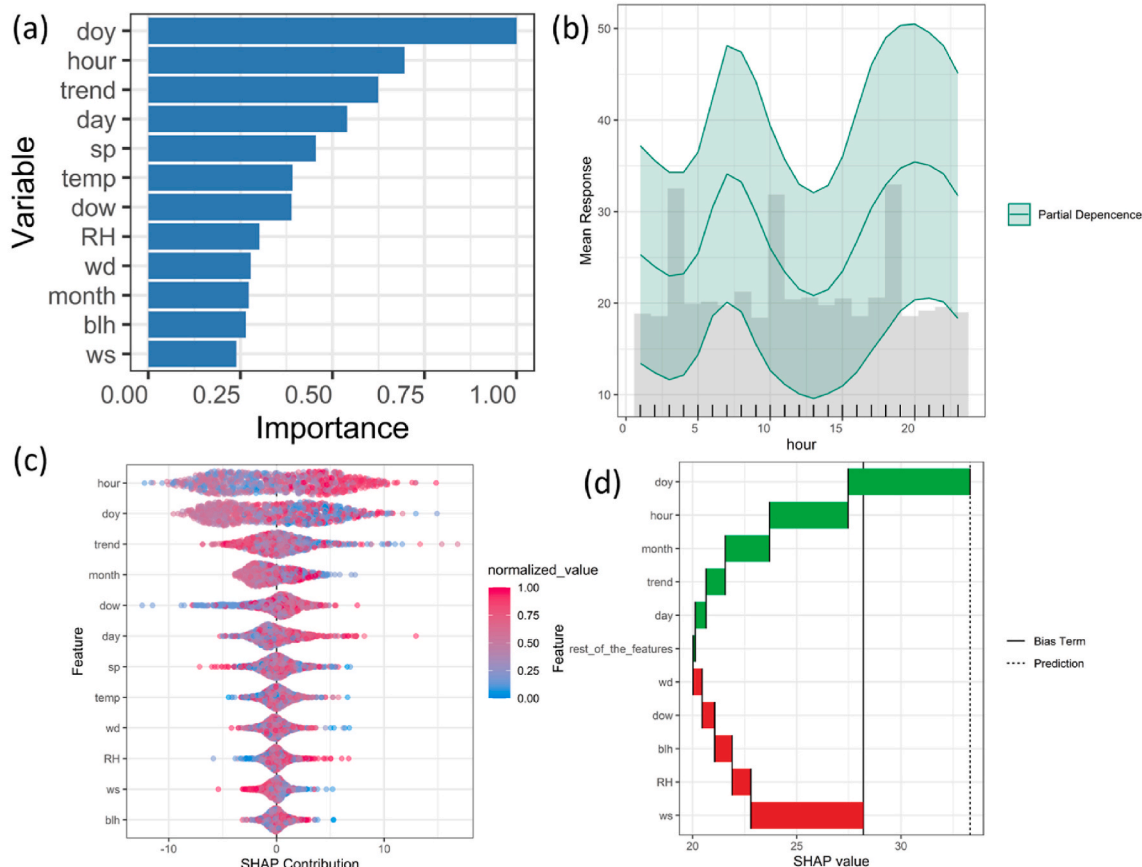 (a)
Variable
doy
hour
trend
day
sp
temp
dow
RH
wd
month
blh
ws
0.00 0.25 0.50 0.75 1.00
Importance
(b)
Mean Response
50
40
30
20
10
0 5 10 15 20
hour
Partial Depencence
(c)
Feature
hour
doy
trend
month
dow
day
sp
temp
wd
RH
ws
blh
-10 0 10
SHAP Contribution
normalized_value
1.00
0.75
0.50
0.25
0.00
(d)
Feature
doy
hour
month
trend
day
rest_of_the_features
wd
dow
blh
RH
ws
20 25 30
SHAP value
Bias Term
Prediction